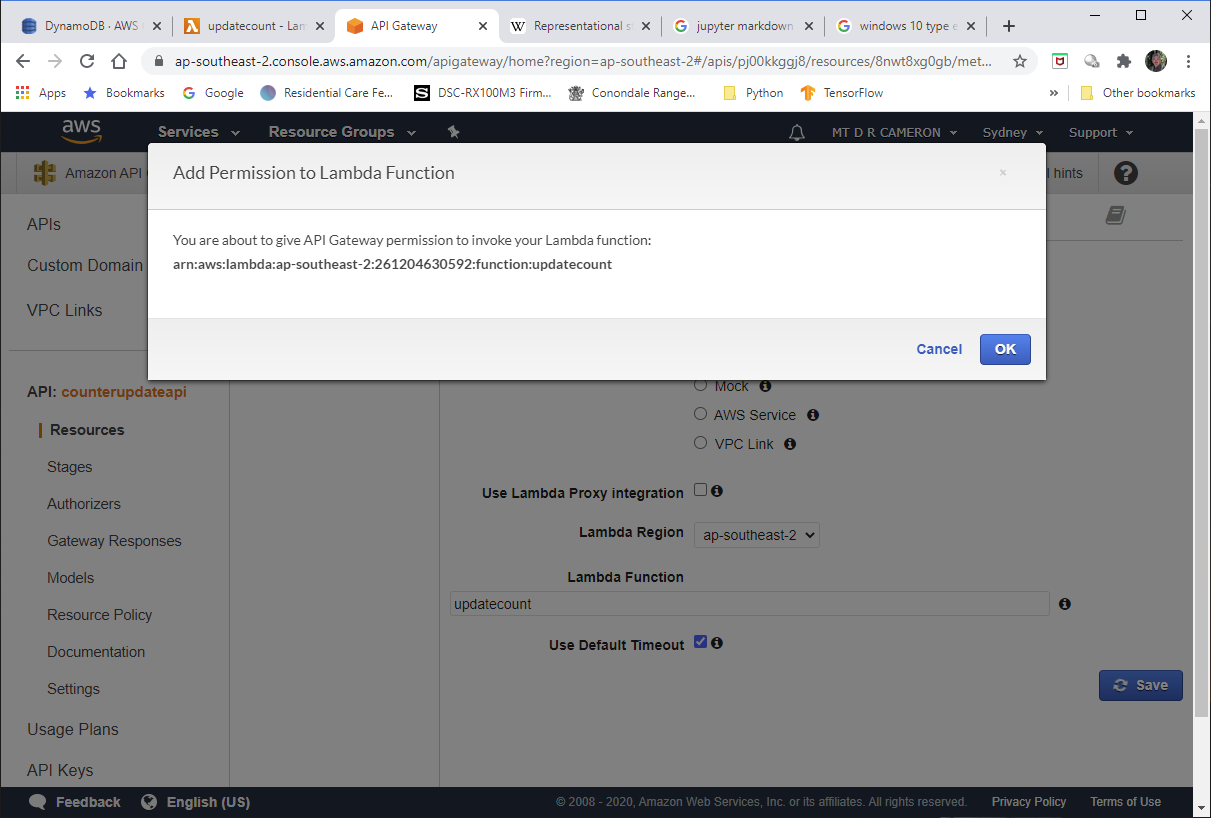 DynamoDB · AWS
updatecount - Lam
API Gateway
Representational s
jupyter markdown
windows 10 type e
ap-southeast-2.console.aws.amazon.com/apigateway/home?region=ap-southeast-2#/apis/pj00kkggj8/resources/8nwt8xg0gb/met...
Apps
Bookmarks
Google
Residential Care Fe...
DSC-RX100M3 Firm...
Conondale Range...
Python
TensorFlow
»
Other bookmarks
aws
Services
Resource Groups
MT D R CAMERON
Sydney
Support
Amazon API
hints
Add Permission to Lambda Function
You are about to give API Gateway permission to invoke your Lambda function:
arn:aws:lambda:ap-southeast-2:261204630592:function:updatecount
Cancel
OK
APIs
Custom Domain
VPC Links
API: counterupdateapi
Resources
Stages
Authorizers
Gateway Responses
Models
Resource Policy
Documentation
Settings
Usage Plans
API Keys
Mock
AWS Service
VPC Link
Use Lambda Proxy integration
Lambda Region
ap-southeast-2
Lambda Function
updatecount
Use Default Timeout
Save
Feedback
English (US)
© 2008 - 2020, Amazon Web Services, Inc. or its affiliates. All rights reserved.
Privacy Policy
Terms of Use